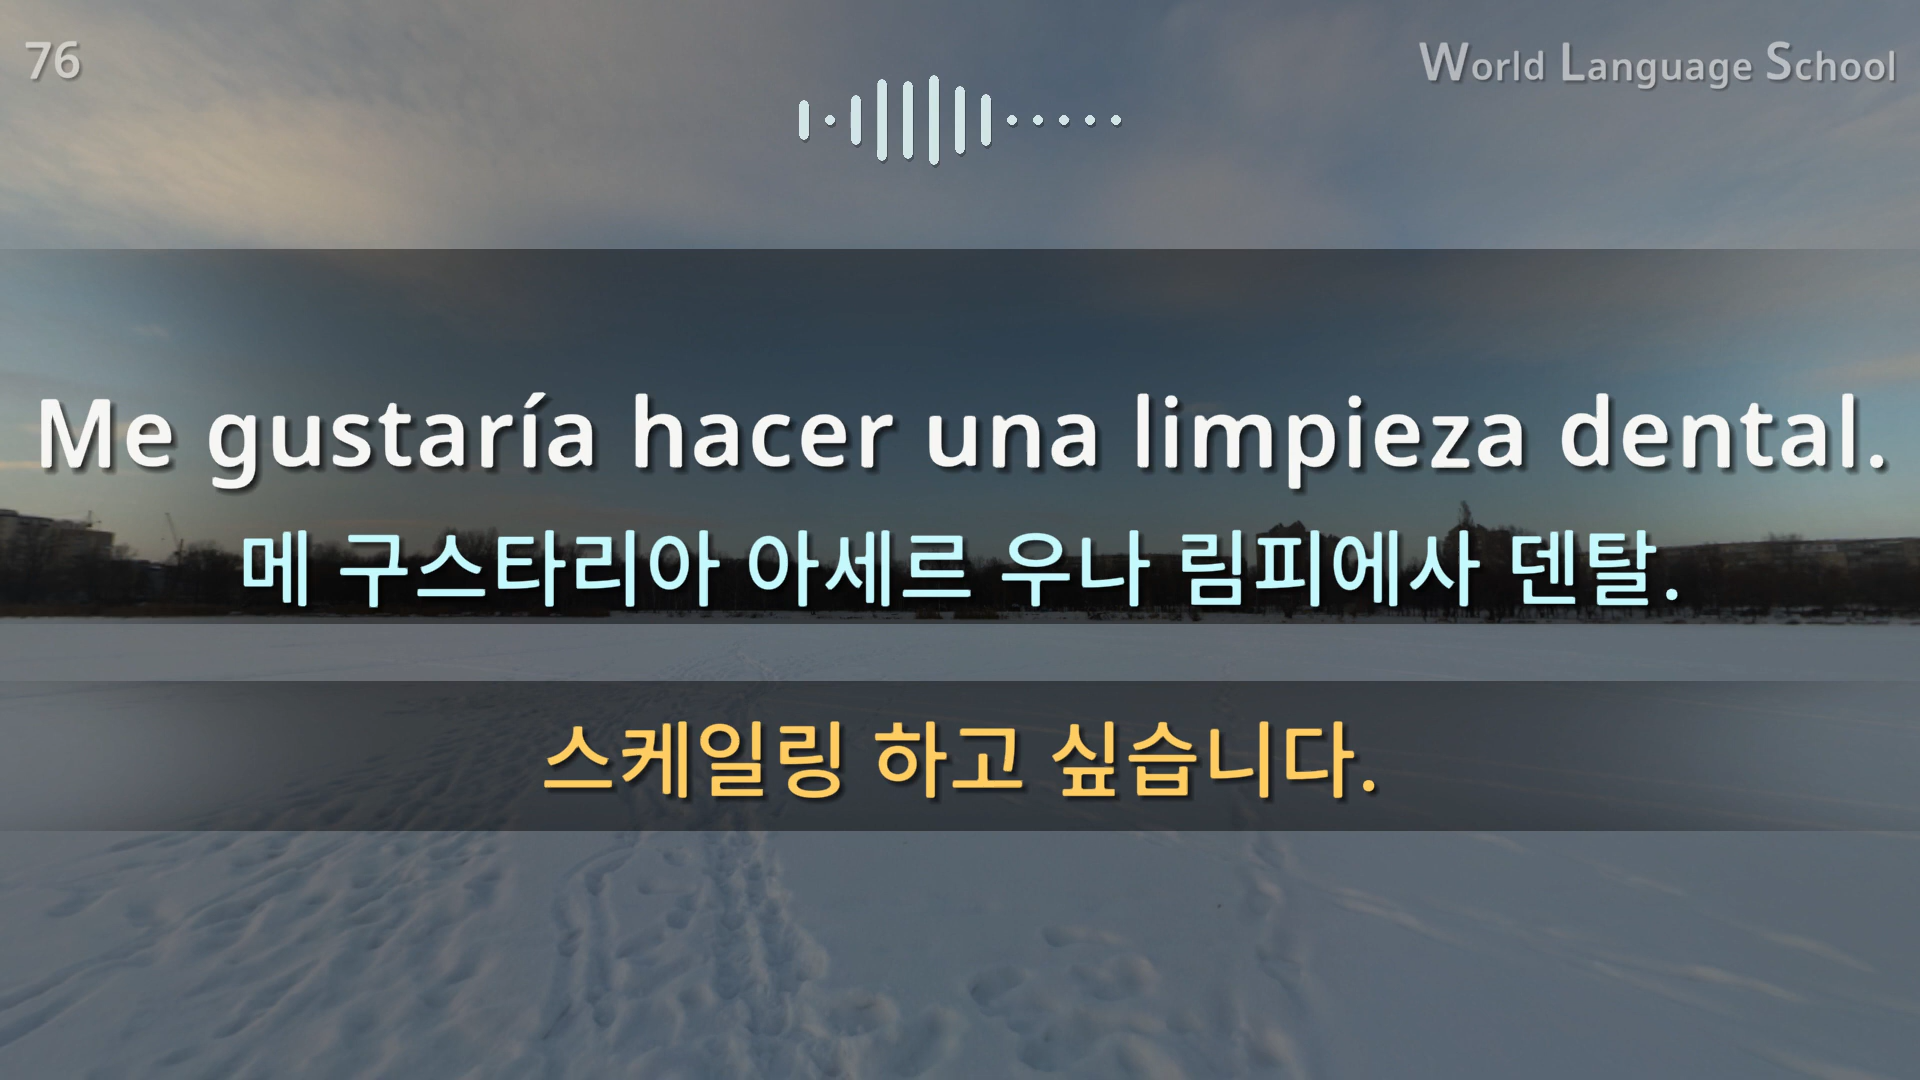 76
World Language School
Me gustaría hacer una limpieza dental.
메 구스타리아 아세르 우나 림피에사 덴탈.
스케일링 하고 싶습니다.